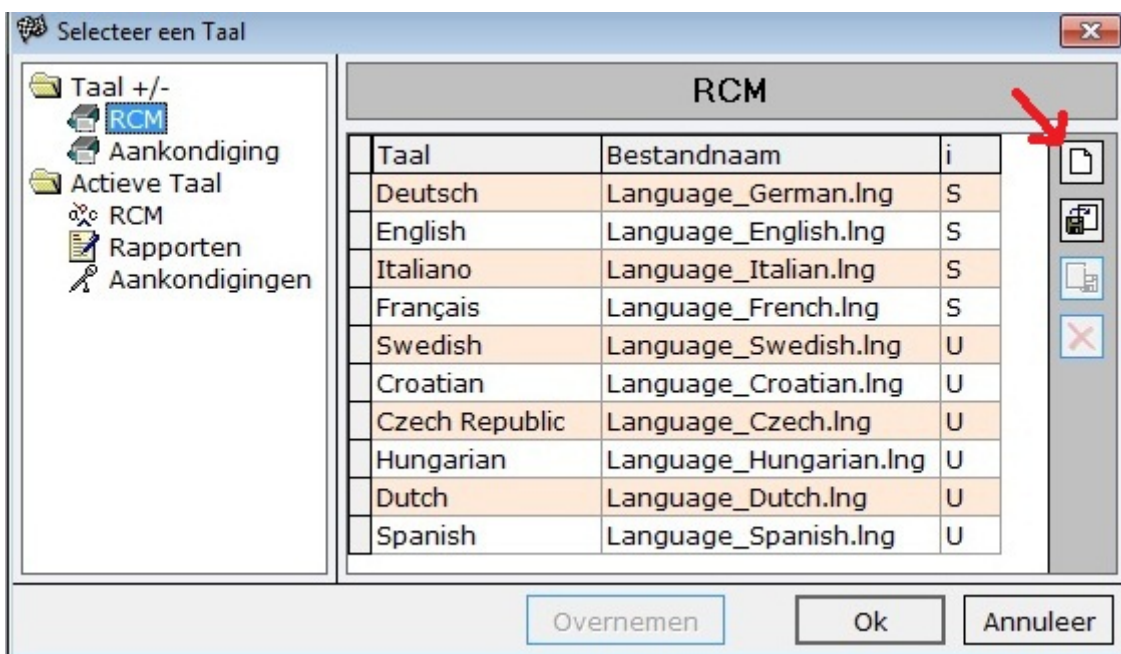 Selecteer een Taal
Taal +/-
RCM
Aankondiging
Actieve Taal
RCM
Rapporten
Aankondigingen
RCM
Taal Bestandnaam i
Deutsch Language_German.lng S
English Language_English.lng S
Italiano Language_Italian.lng S
Français Language_French.lng S
Swedish Language_Swedish.lng U
Croatian Language_Croatian.lng U
Czech Republic Language_Czech.lng U
Hungarian Language_Hungarian.lng U
Dutch Language_Dutch.lng U
Spanish Language_Spanish.lng U
Overnemen Ok Annuleer